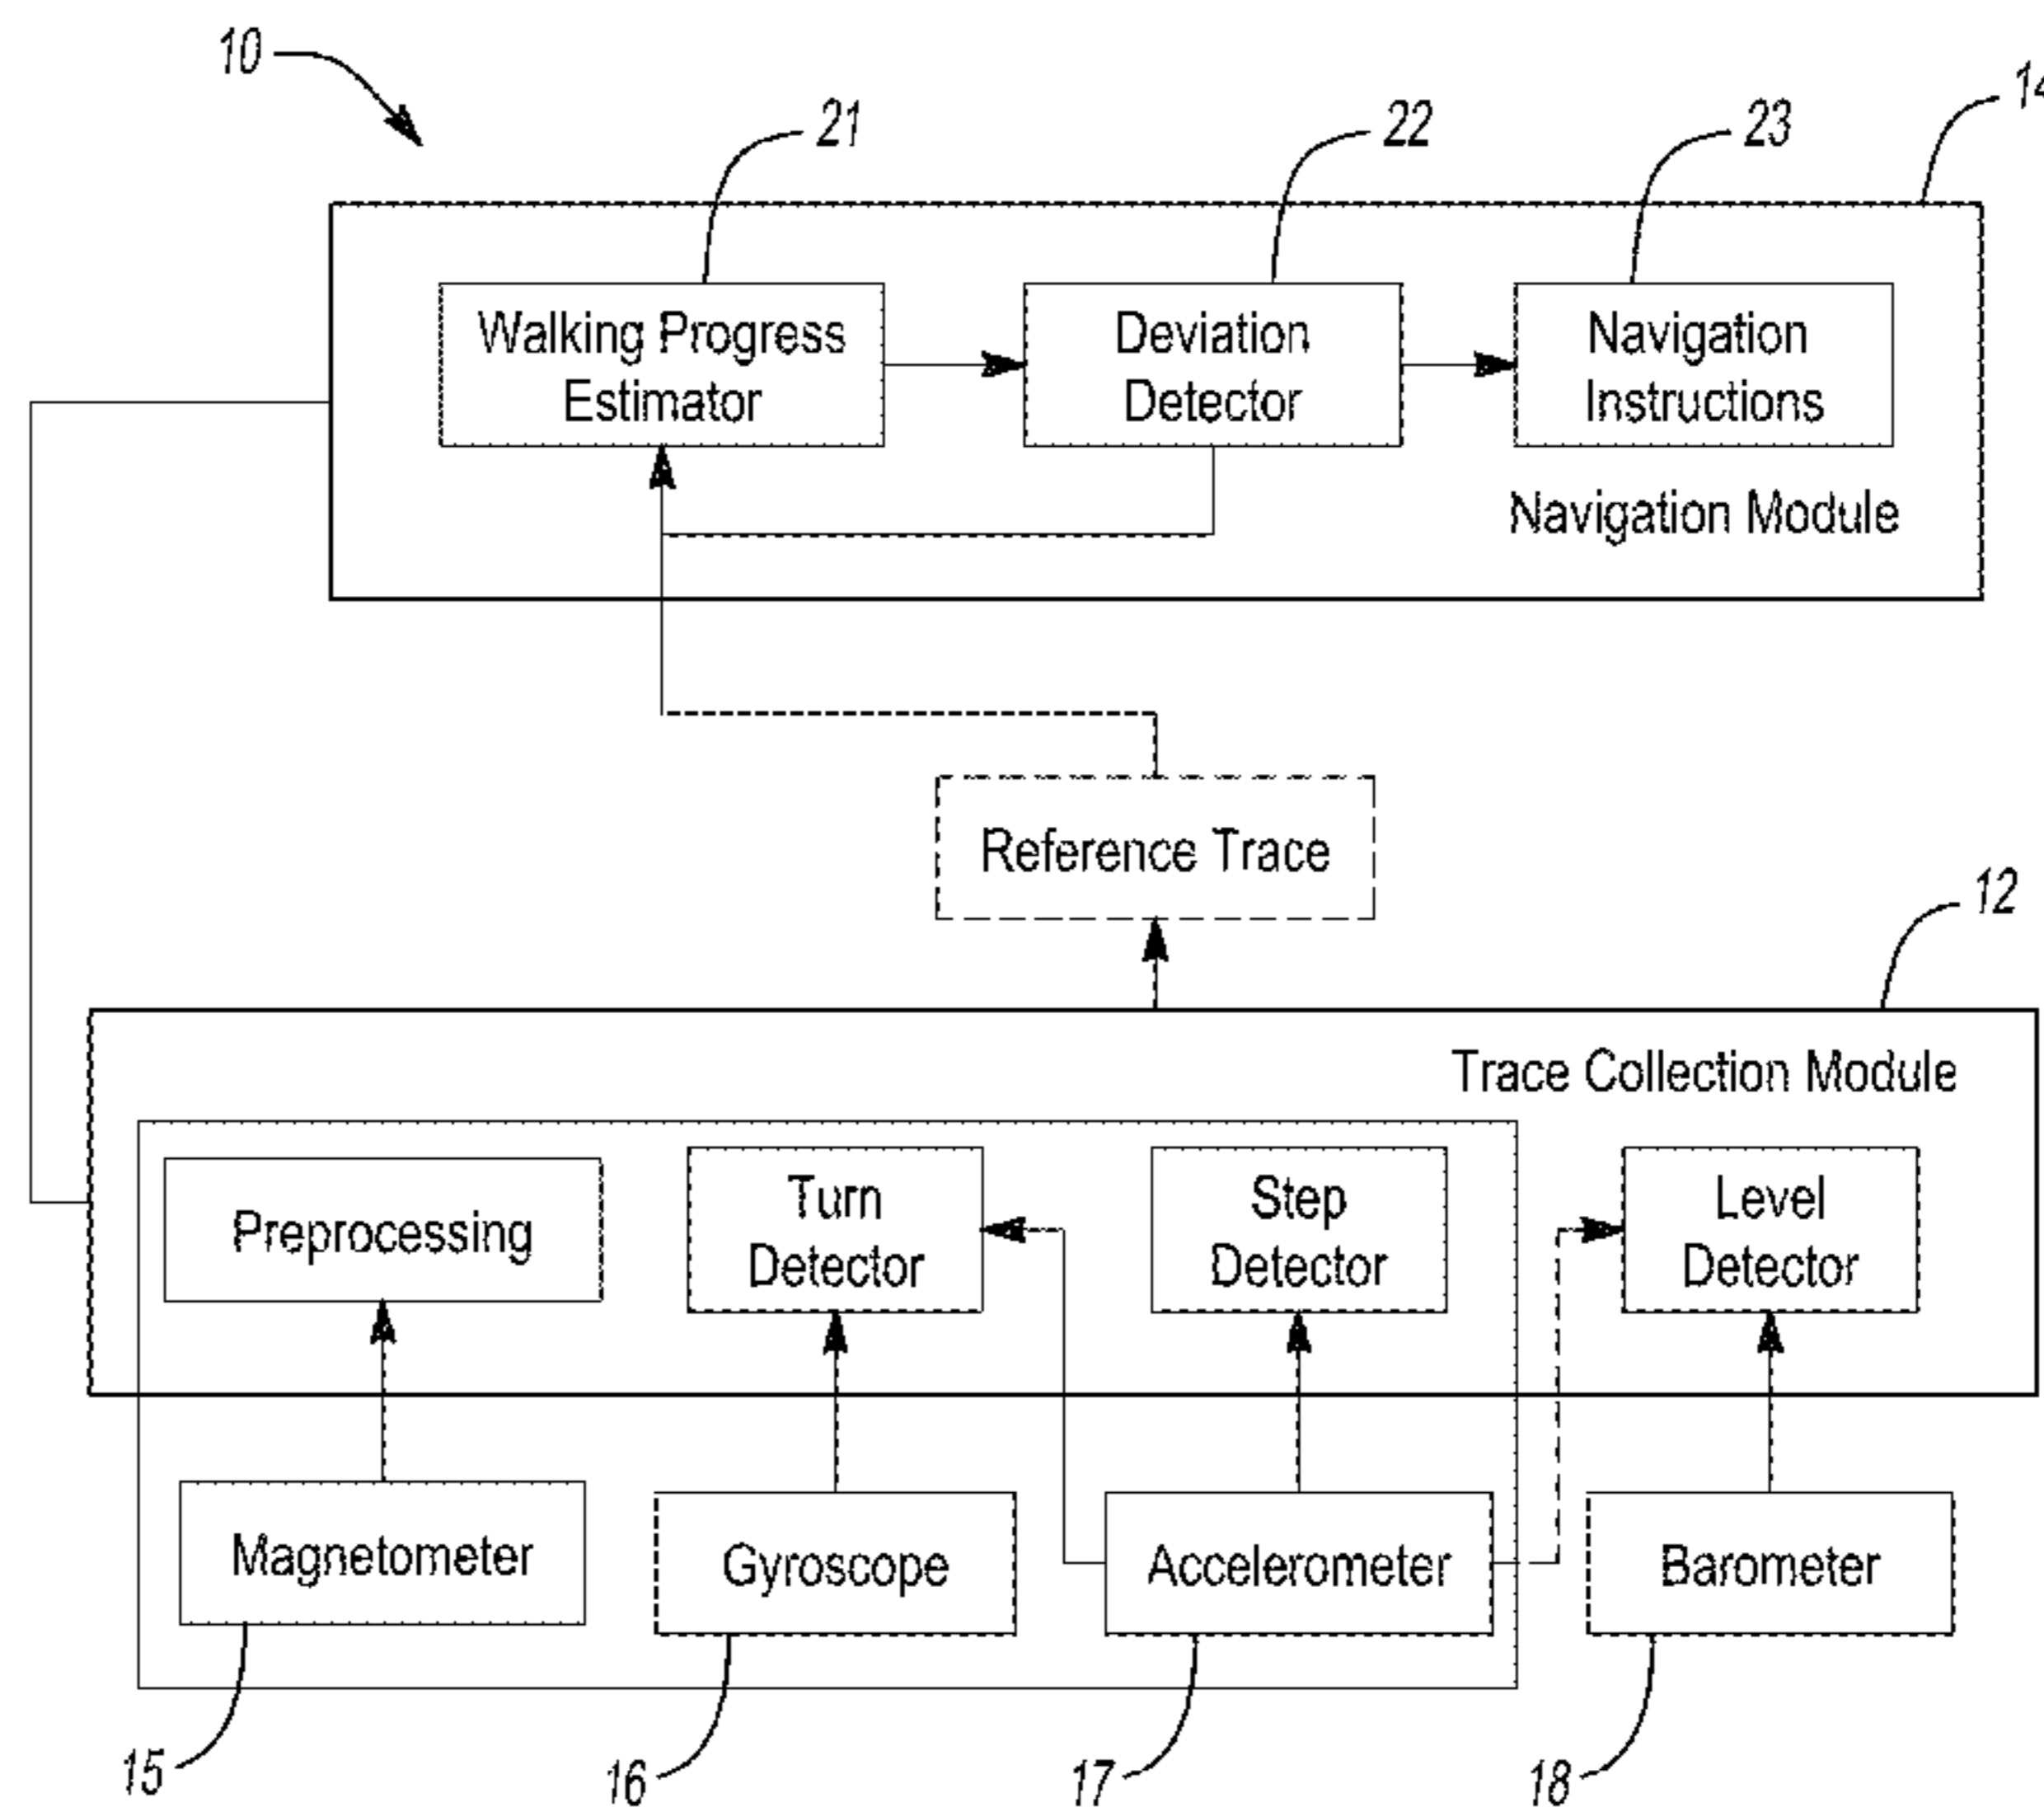 10
14
21
22
23
Walking Progress
Estimator
Deviation
Detector
Navigation
Instructions
Navigation Module
Reference Trace
12
Trace Collection Module
Preprocessing
Turn
Detector
Step
Detector
Level
Detector
Magnetometer
Gyroscope
Accelerometer
Barometer
15
16
17
18